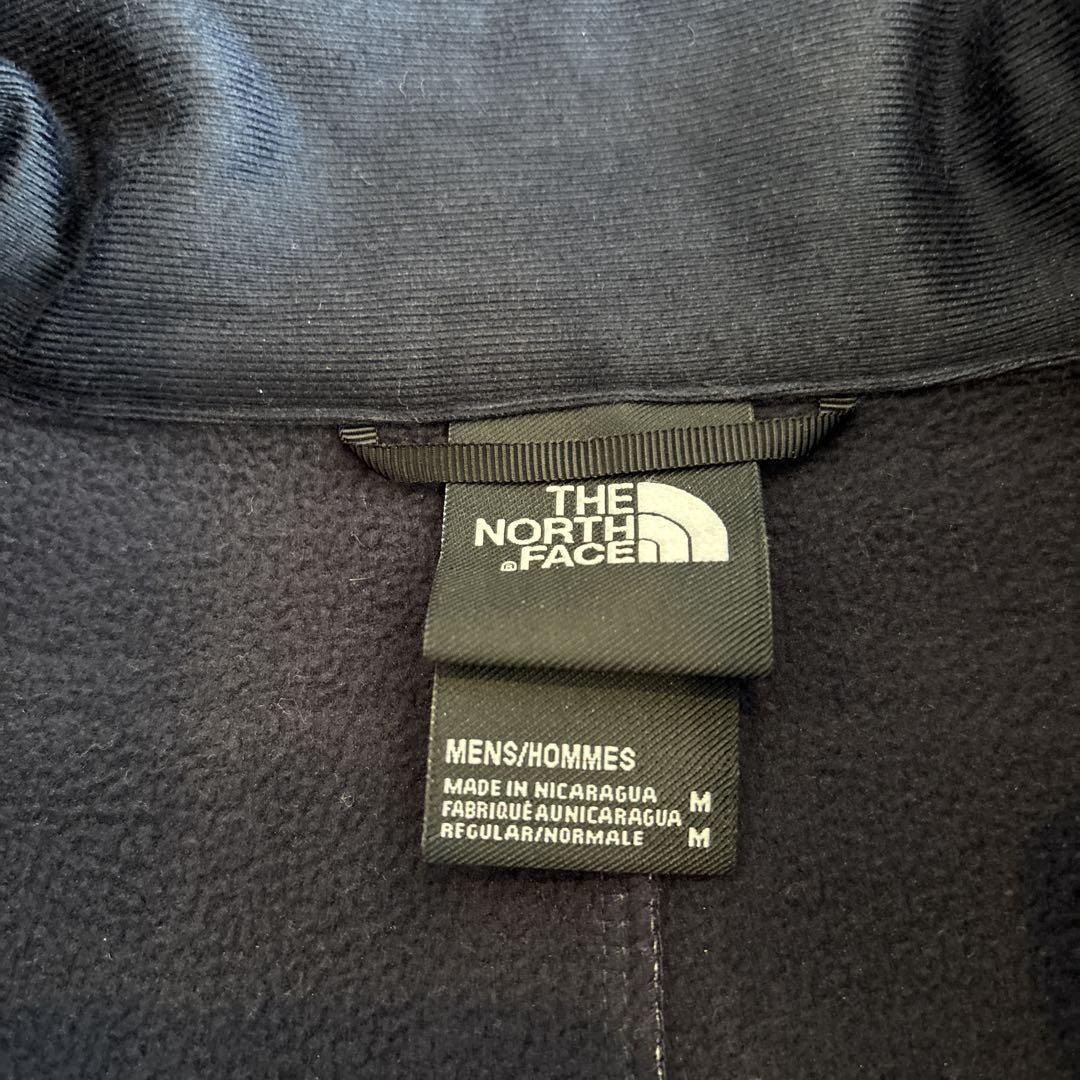 THE
NORTH
® FACE
MENS/HOMMES
MADE IN NICARAGUA M
FABRIQUÉ AU NICARAGUA
REGULAR/NORMALE M